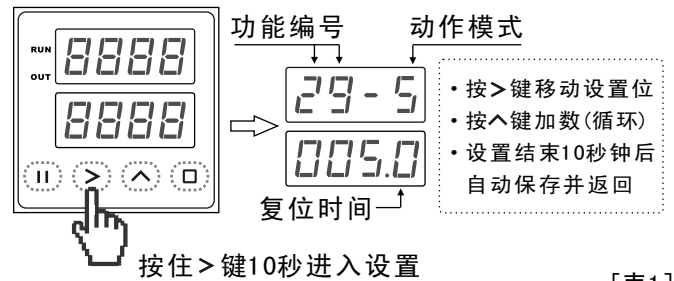 功能编号 动作模式
RUN
OUT
8888
8888
29-5
005.0
复位时间
·按>键移动设置位
·按∧键加数(循环)
·设置结束10秒钟后
自动保存并返回
按住>键10秒进入设置